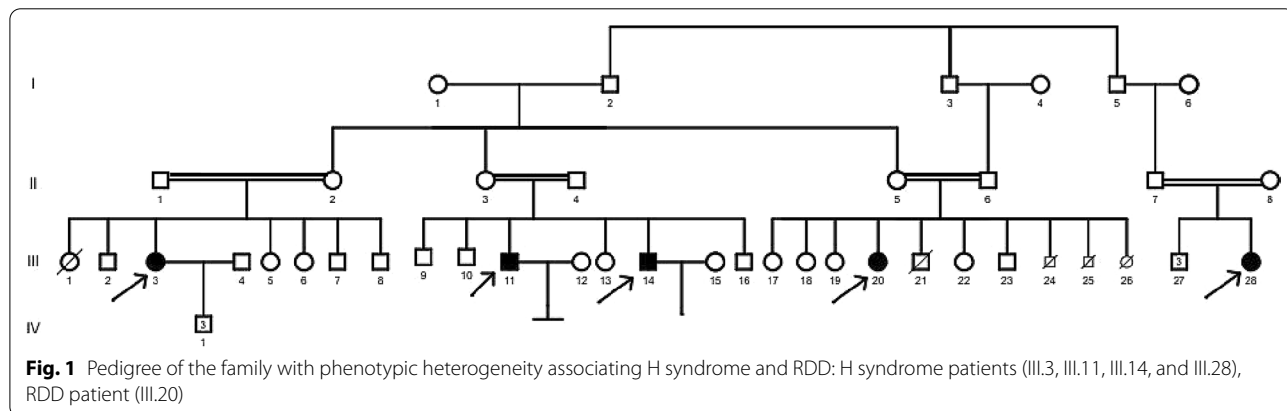 I
1 2 3 4 5 6
II
1 2 3 4 5 6 7 8
III
3
1 2 3 4 5 6 7 8 9 10 11 12 13 14 15 16 17 18 19 20 21 22 23 24 25 26 27 28
IV
3
1
Fig. 1 Pedigree of the family with phenotypic heterogeneity associating H syndrome and RDD: H syndrome patients (III.3, III.11, III.14, and III.28),
RDD patient (III.20)